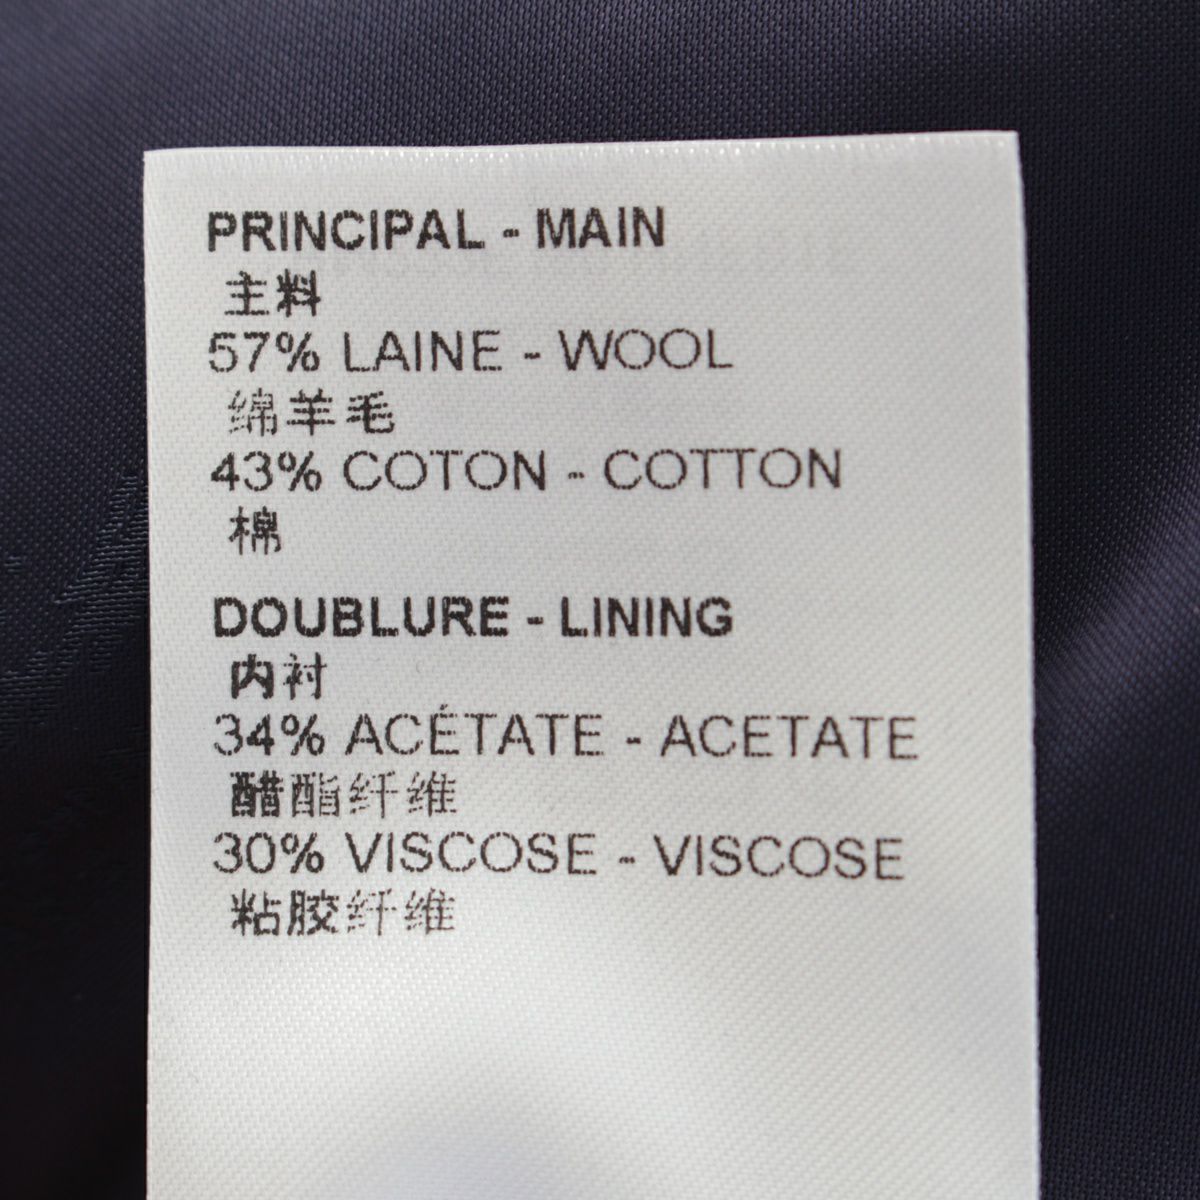 PRINCIPAL - MAIN
主料
57% LAINE - WOOL
绵羊毛
43% COTON - COTTON
棉
DOUBLURE - LINING
内衬
34% ACÉTATE - ACETATE
醋酯纤维
30% VISCOSE - VISCOSE
粘胶纤维